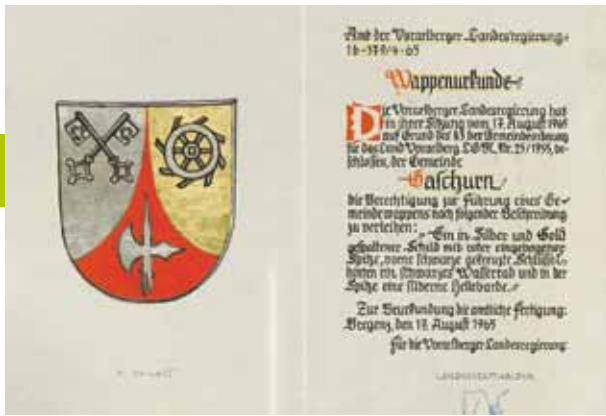 Amt der Vorarlberger Landesregierung
Wappenurkunde
Die Vorarlberger Landesregierung hat
in ihrer Sitzung vom 17. August 1965
auf Grund des der Gemeindeordnung
für das Land Vorarlberg, LGBl. Nr. 25/1935, be-
schlossen, der Gemeinde
Gaschurn
die Berechtigung zur Führung eines Ge-
meindewappens nach folgender Beschreibung
zu verleihen:
Ein in Silber und Gold
gespaltener Schild mit roter eingebogener
Spitze, vorne schwarze gekreuzte Schlüssel,
hinten ein schwarzes Wasserrad und in der
Spitze eine silberne Hellebarde.
Zur Beurkundung die amtliche Fertigung:
Bregenz, den 17. August 1965
Für die Vorarlberger Landesregierung:
LANDESSTATTHALTER